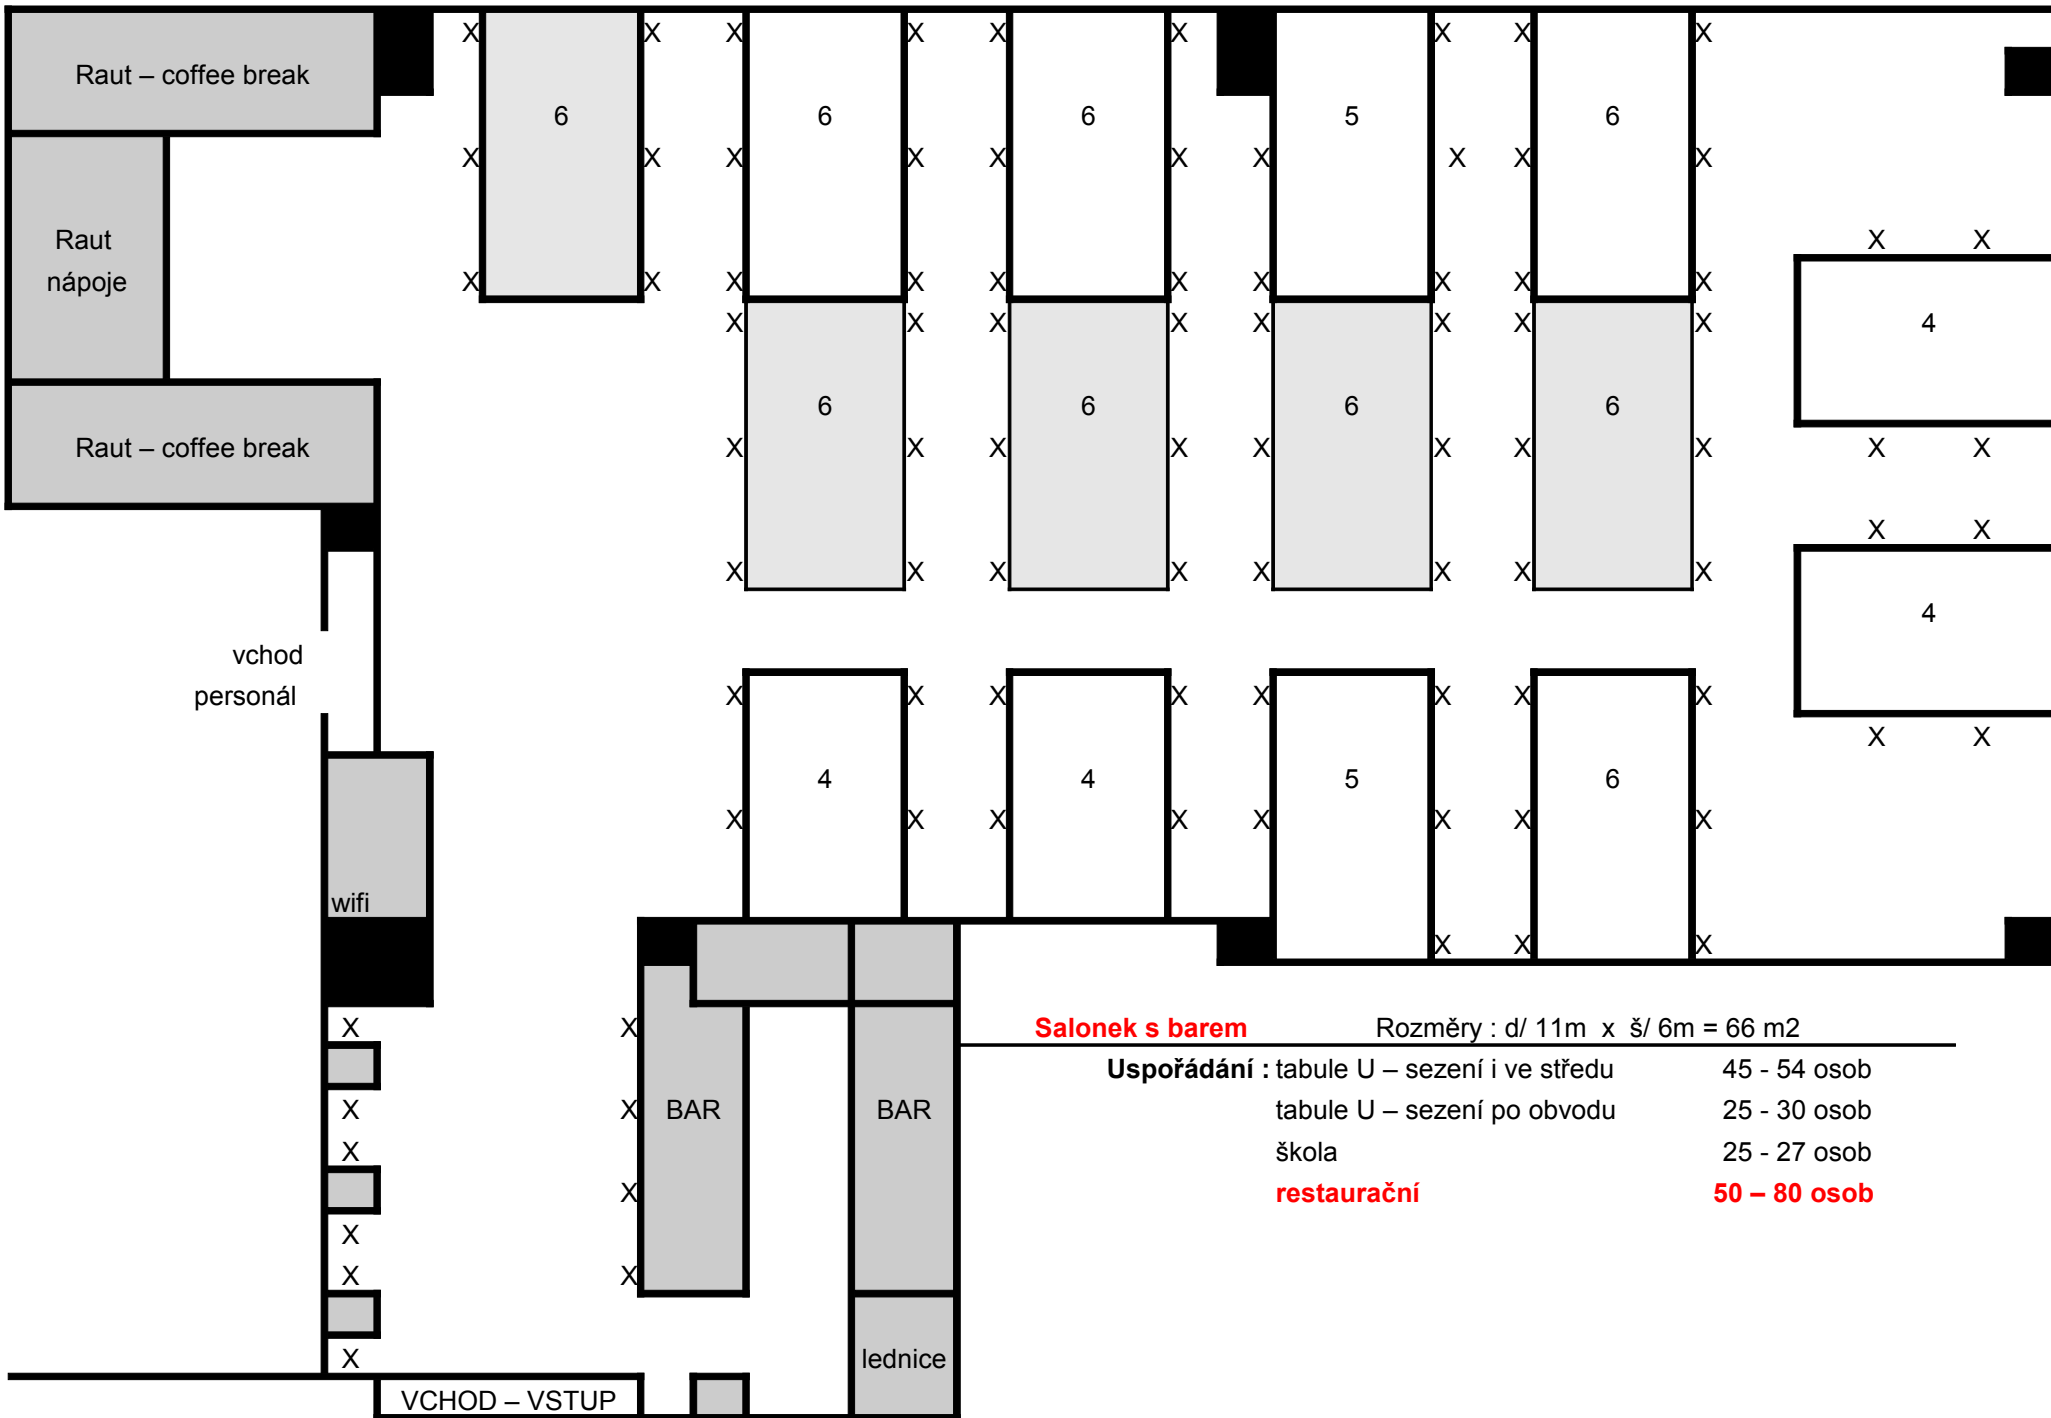 X X X X X X X X X X
Raut – coffee break
6 6 6 5 6
X X X X X X X X X X
Raut
nápoje
X X
X X X X X X X X X X
X X X X X X X X
4
6 6 6 6
Raut – coffee break
X X X X X X X X X X
X X
X X X X X X X X
4
vchod
personál
X X X X X X X X
X X
4 4 5 6
X X X X X X X X
wifi
X X X
X X
Salonek s barem Rozměry : d/ 11m x š/ 6m = 66 m2
Uspořádání : tabule U – sezení i ve středu 45 - 54 osob
X X BAR BAR tabule U – sezení po obvodu 25 - 30 osob
X škola 25 - 27 osob
X restaurační 50 – 80 osob
X
X X
X lednice
VCHOD – VSTUP